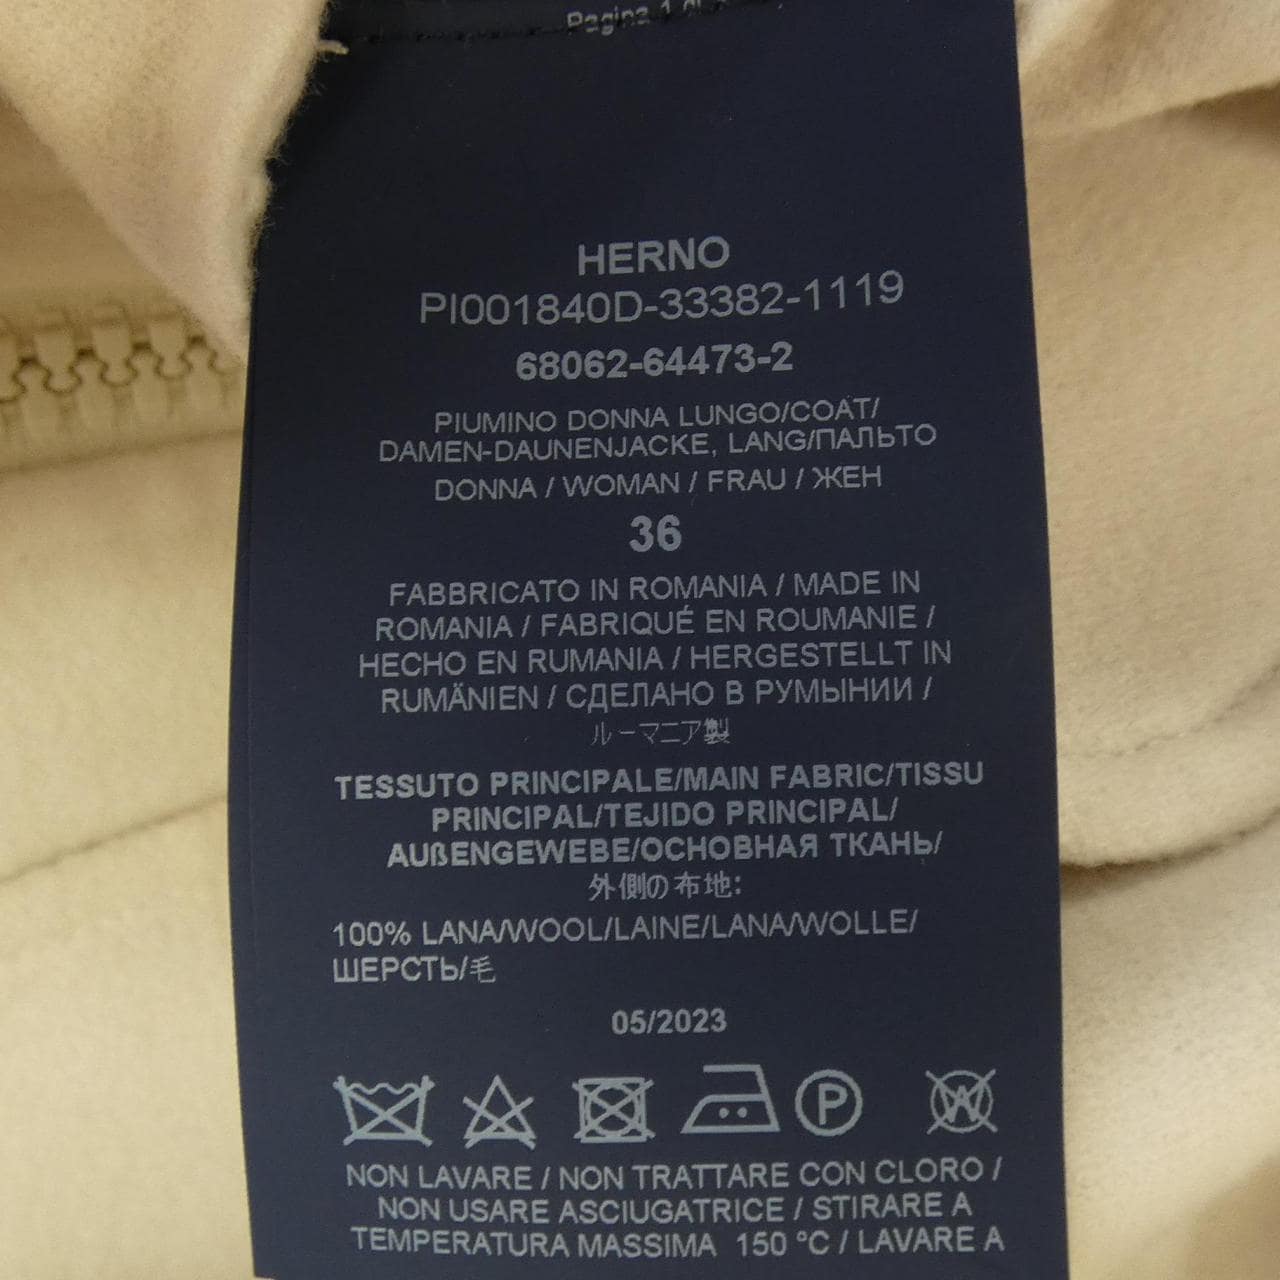 Pagina 1 di
HERNO
PI001840D-33382-1119
68062-64473-2
PIUMINO DONNA LUNGO/COAT/
DAMEN-DAUNENJACKE, LANG/ПАЛЬТО
DONNA / WOMAN / FRAU / ЖЕН
36
FABBRICATO IN ROMANIA / MADE IN
ROMANIA / FABRIQUÉ EN ROUMANIE /
HECHO EN RUMANIA / HERGESTELLT IN
RUMÄNIEN / СДЕЛАНО В РУМЫНИИ /
ルーマニア製
TESSUTO PRINCIPALE/MAIN FABRIC/TISSU
PRINCIPAL/TEJIDO PRINCIPAL/
AUßENGEWEBE/ОСНОВНАЯ ТКАНЬ/
外側の布地:
100% LANA/WOOL/LAINE/LANA/WOLLE/
ШЕРСТЬ/毛
05/2023
P W
NON LAVARE / NON TRATTARE CON CLORO /
NON USARE ASCIUGATRICE / STIRARE A
TEMPERATURA MASSIMA 150 °C / LAVARE A